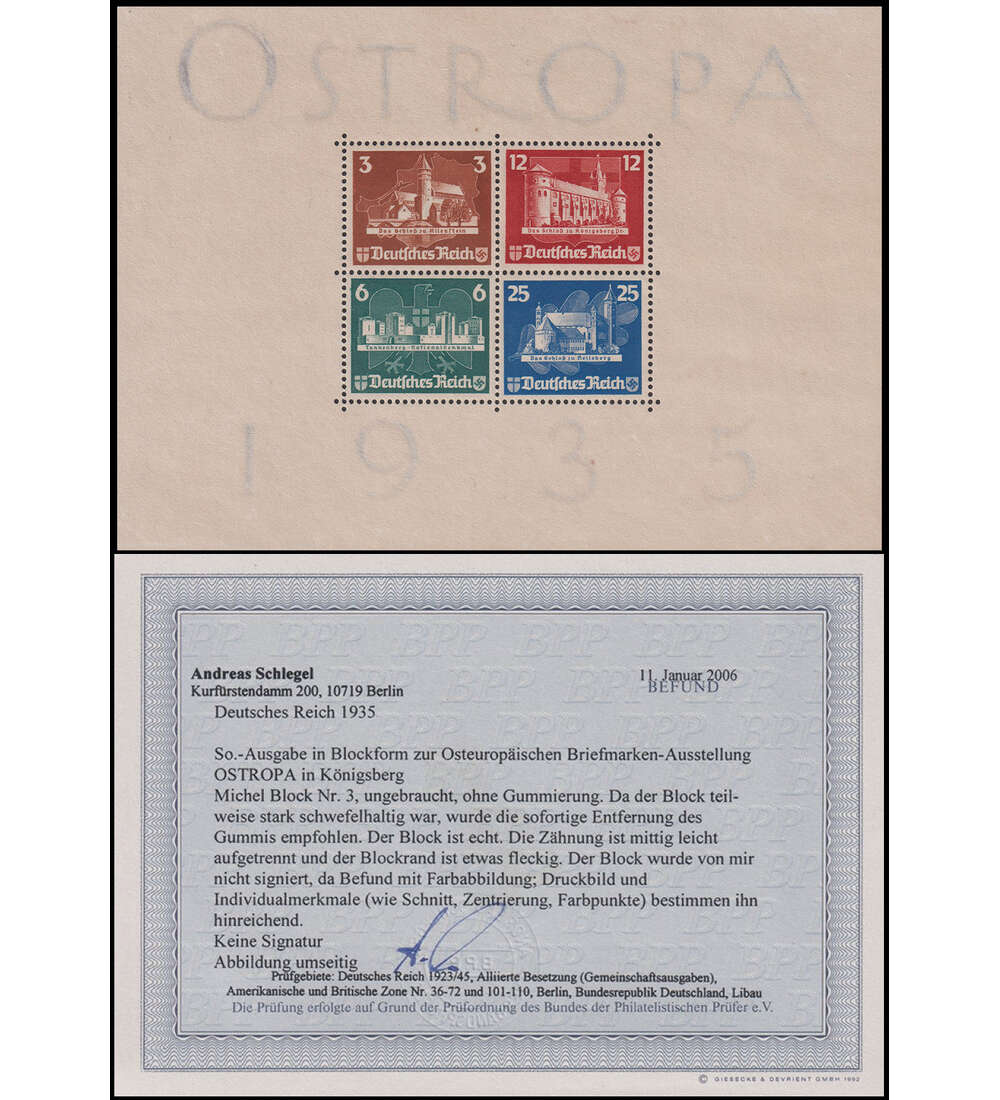 OSTROPA
3 3 12 12
Das Schloß zu Allenstein Das Schloß zu Königsberg Pr.
Deutsches Reich Deutsches Reich
6 6 25 25
Tannenberg-Nationaldenkmal Das Schloß zu Heilsberg
Deutsches Reich Deutsches Reich
1935
BPP BPP BPP BPP BPP BPP
Andreas Schlegel 11. Januar 2006
Kurfürstendamm 200, 10719 Berlin BEFUND
Deutsches Reich 1935
So.-Ausgabe in Blockform zur Osteuropäischen Briefmarken-Ausstellung
OSTROPA in Königsberg
Michel Block Nr. 3, ungebraucht, ohne Gummierung. Da der Block teil-
weise stark schwefelhaltig war, wurde die sofortige Entfernung des
Gummis empfohlen. Der Block ist echt. Die Zähnung ist mittig leicht
aufgetrennt und der Blockrand ist etwas fleckig. Der Block wurde von mir
nicht signiert, da Befund mit Farbabbildung; Druckbild und
Individualmerkmale (wie Schnitt, Zentrierung, Farbpunkte) bestimmen ihn
hinreichend.
Keine Signatur
Abbildung umseitig
Prüfgebiete: Deutsches Reich 1923/45, Alliierte Besetzung (Gemeinschaftsausgaben),
Amerikanische und Britische Zone Nr. 36-72 und 101-110, Berlin, Bundesrepublik Deutschland, Libau
Die Prüfung erfolgte auf Grund der Prüfordnung des Bundes der Philatelistischen Prüfer e.V.
© GIESECKE & DEVRIENT GMBH 1992